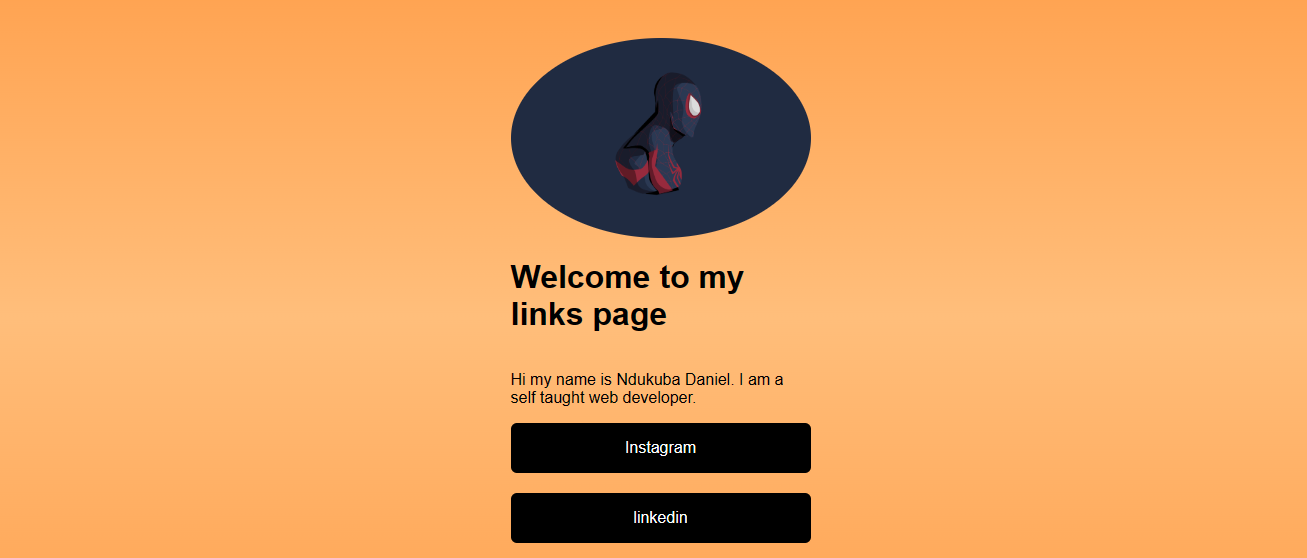 Welcome to my
links page
Hi my name is Ndukuba Daniel. I am a
self taught web developer.
Instagram
linkedin